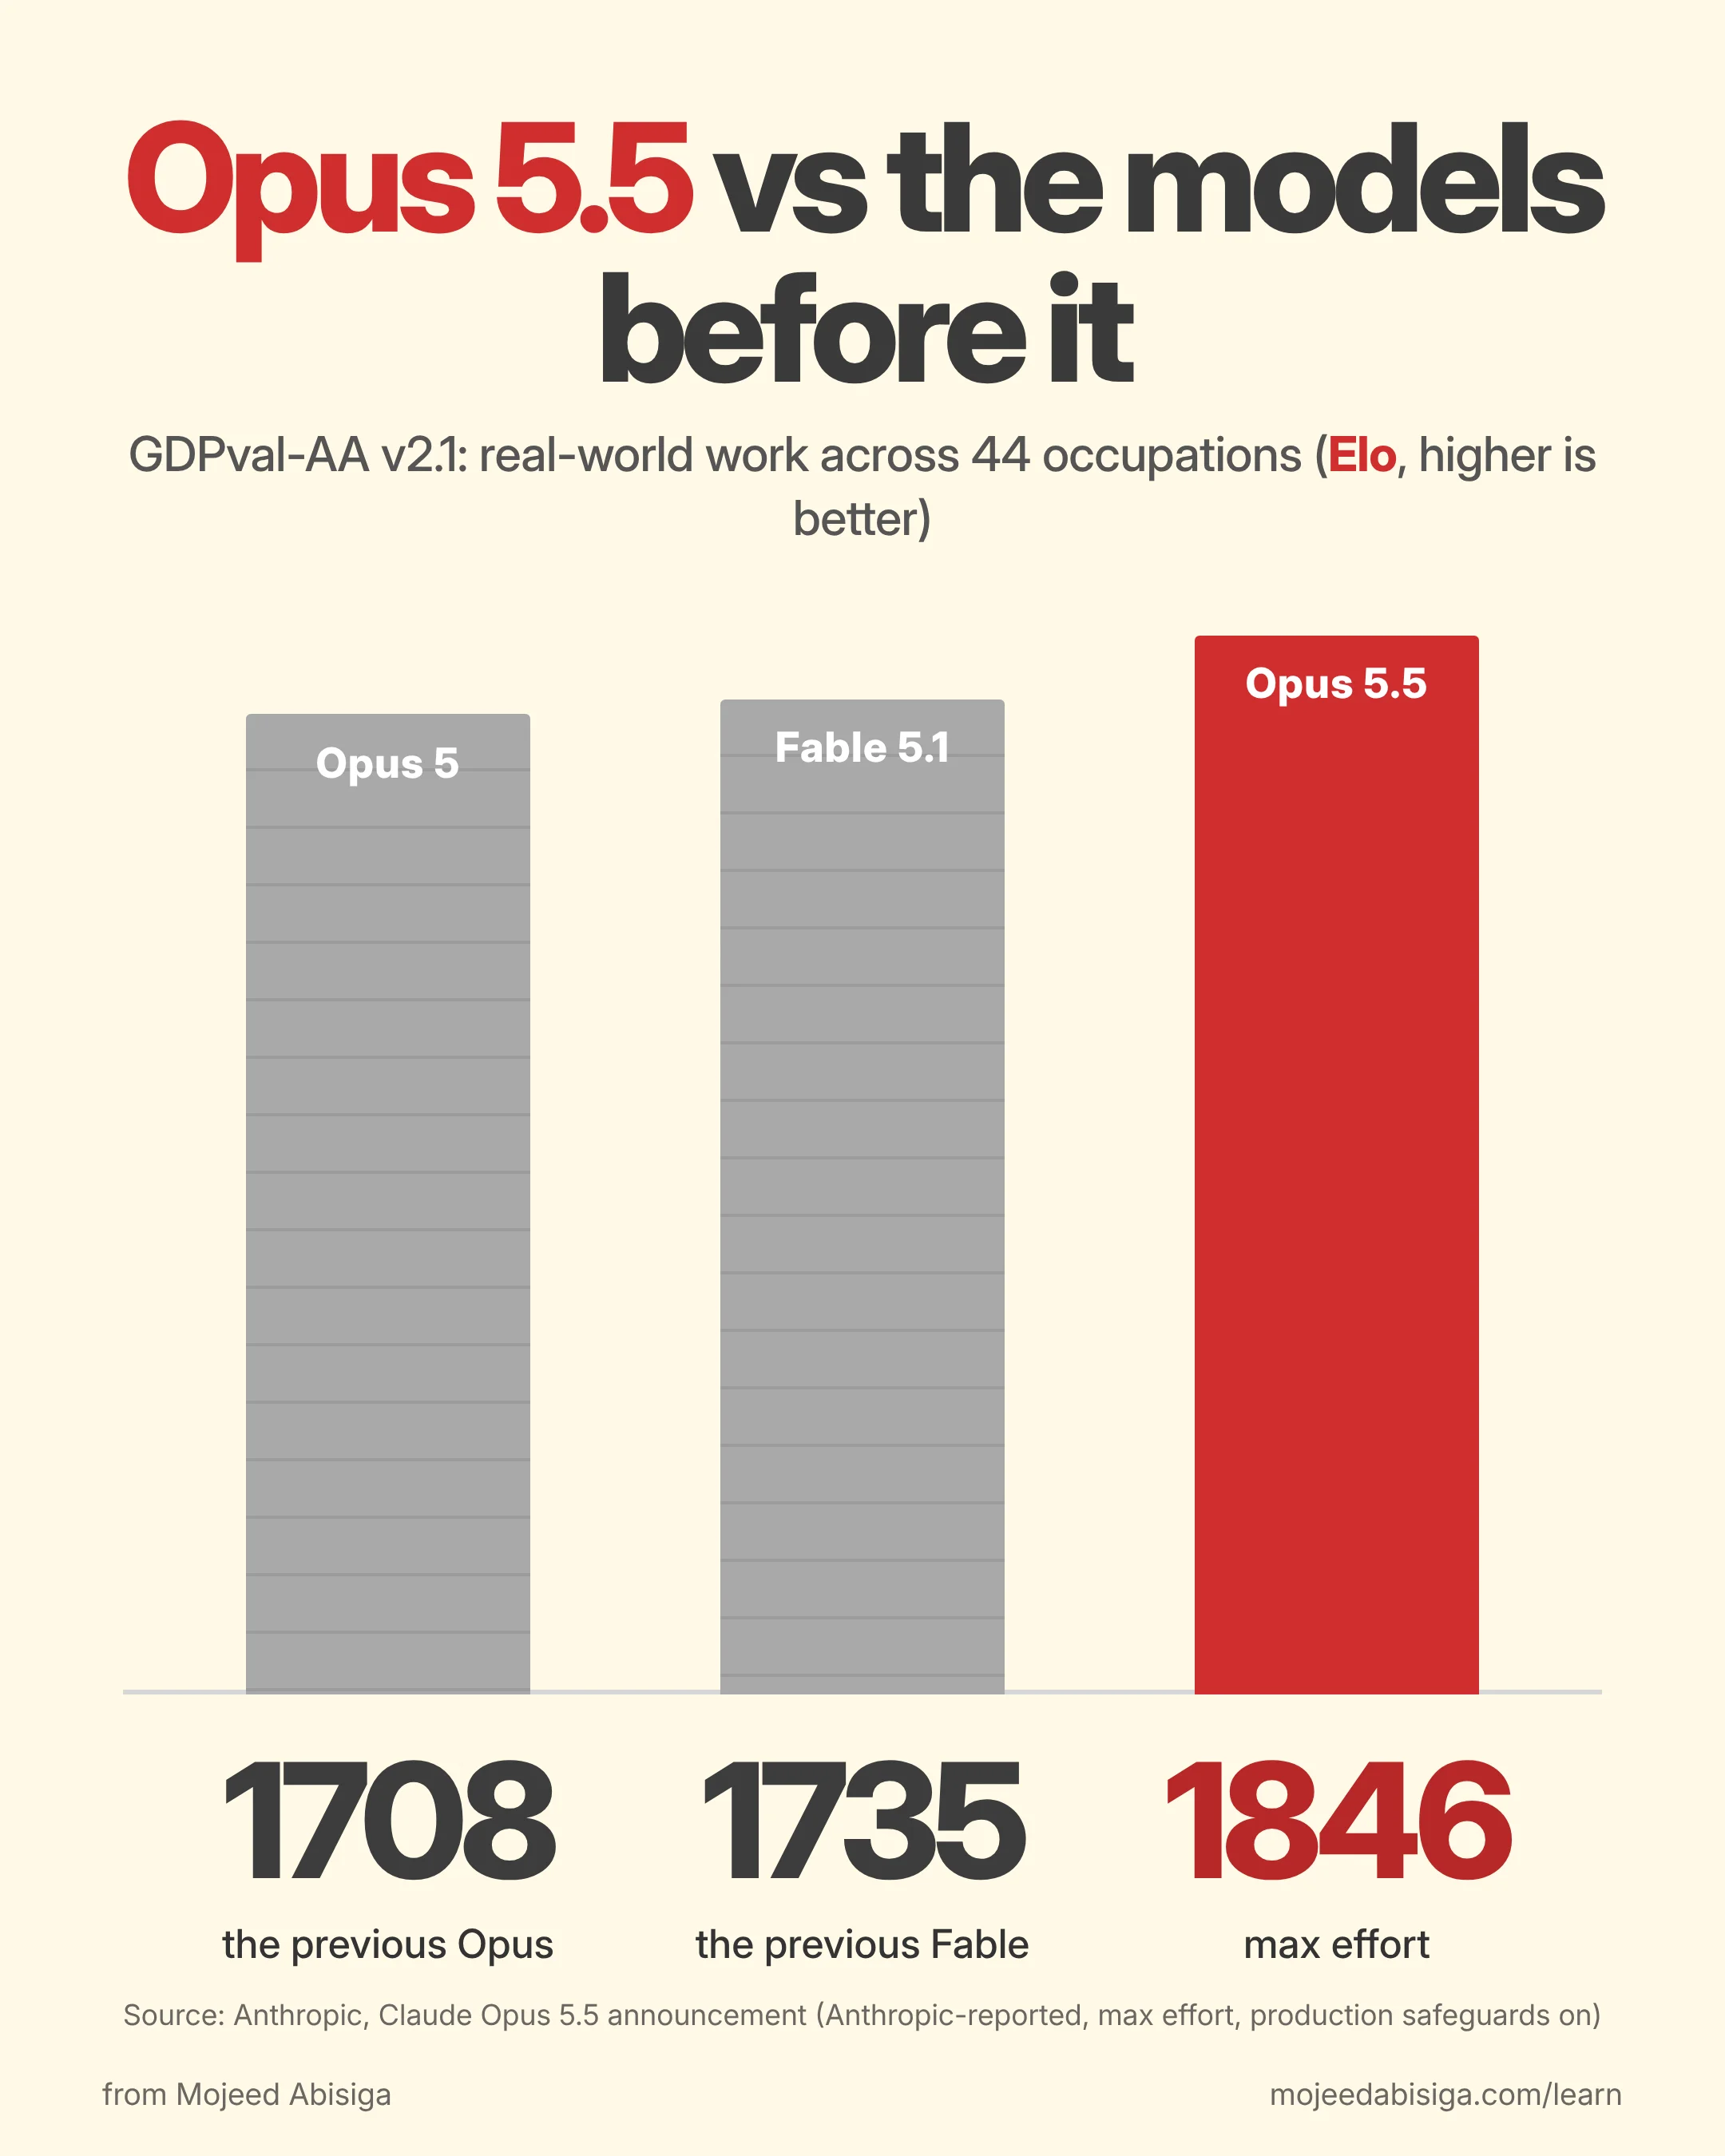 Opus 5.5 vs the models
before it
GDPval-AA v2.1: real-world work across 44 occupations (Elo, higher is
better)
Opus 5
Fable 5.1
Opus 5.5
1708
1735
1846
the previous Opus
the previous Fable
max effort
Source: Anthropic, Claude Opus 5.5 announcement (Anthropic-reported, max effort, production safeguards on)
from Mojeed Abisiga
mojeedabisiga.com/learn